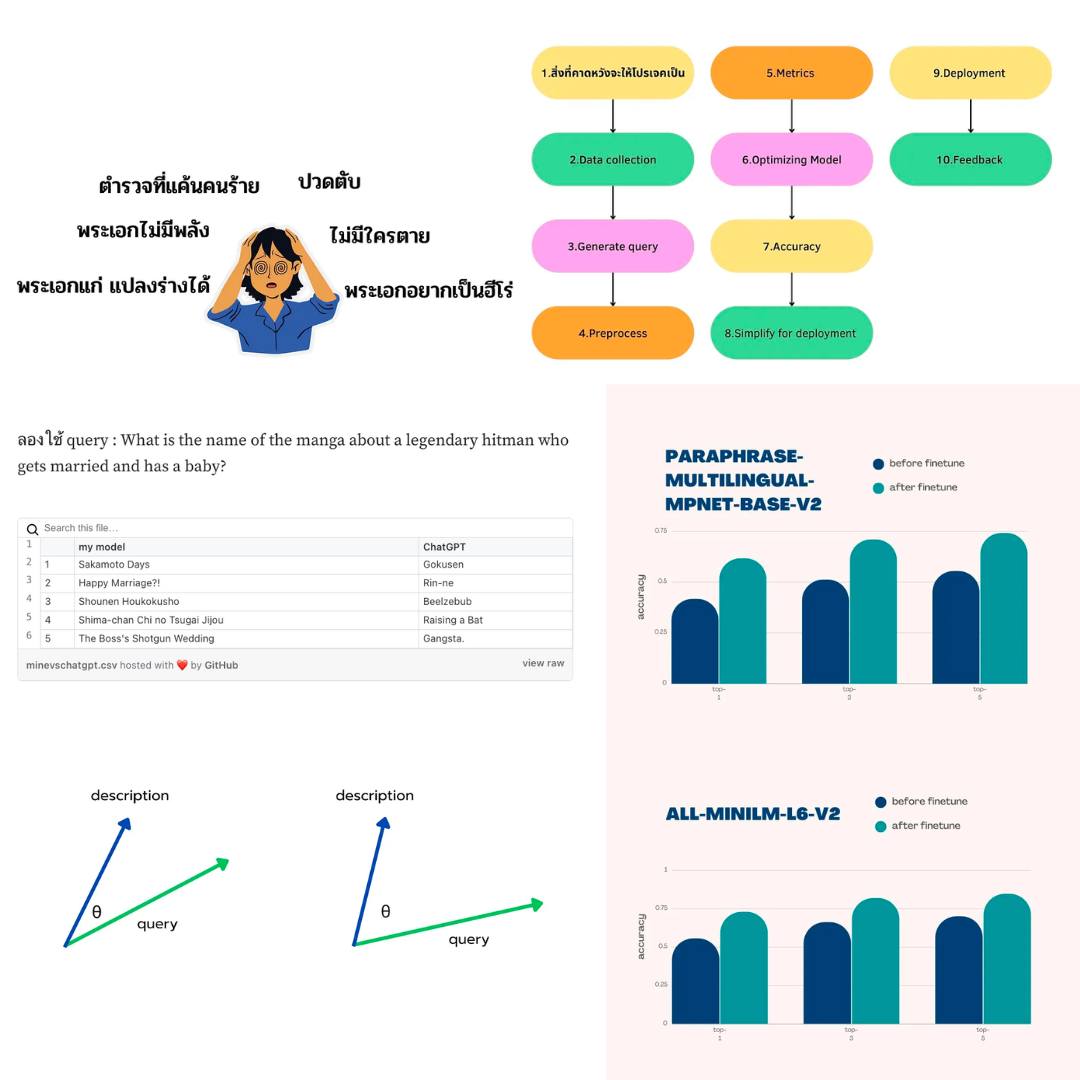 ตำรวจที่แค้นคนร้าย
ปวดตับ
พระเอกไม่มีพลัง
ไม่มีใครตาย
พระเอกแก่ แปลงร่างได้
พระเอกอยากเป็นฮีโร่
1.สิ่งที่คาดหวังจะให้โปรเจคเป็น
2.Data collection
3.Generate query
4.Preprocess
5.Metrics
6.Optimizing Model
7.Accuracy
8.Simplify for deployment
9.Deployment
10.Feedback
ลองใช้ query : What is the name of the manga about a legendary hitman who
gets married and has a baby?
Search this file...
1 my model ChatGPT
2 1 Sakamoto Days Gokusen
3 2 Happy Marriage?! Rin-ne
4 3 Shounen Houkokusho Beelzebub
5 4 Shima-chan Chi no Tsugai Jijou Raising a Bat
6 5 The Boss's Shotgun Wedding Gangsta.
minevschatgpt.csv hosted with ❤ by GitHub view raw
description
θ
query
description
θ
query
PARAPHRASE-
MULTILINGUAL-
MPNET-BASE-V2
before finetune
after finetune
accuracy
0.75
0.5
0.25
0
top-
1
top-
3
top-
5
ALL-MINILM-L6-V2
before finetune
after finetune
accuracy
1
0.75
0.5
0.25
0
top-
1
top-
3
top-
5